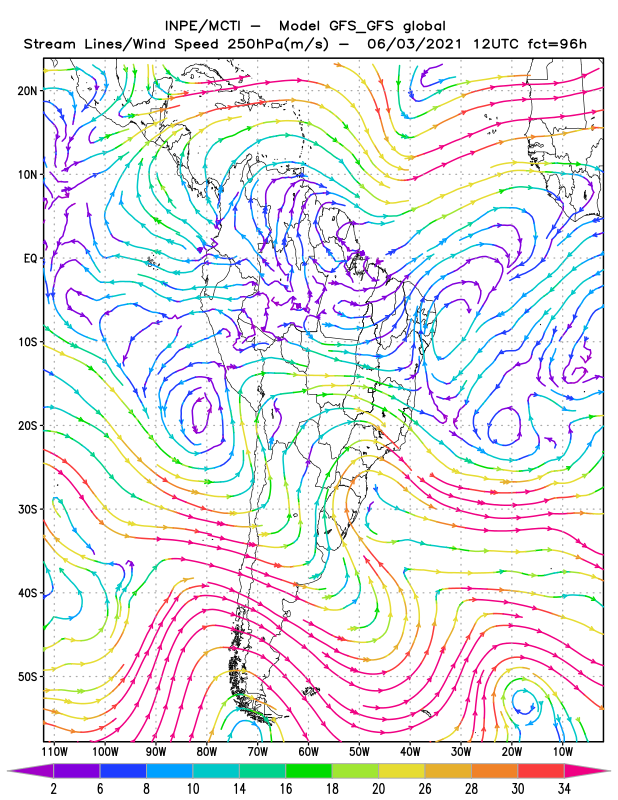 INPE/MCTI –  Model GFS_GFS global
Stream Lines/Wind Speed 250hPa(m/s) –  06/03/2021 12UTC fct=96h
20N
10N
EQ
10S
20S
30S
40S
50S
110W 100W 90W 80W 70W 60W 50W 40W 30W 20W 10W
2 6 8 10 14 16 18 20 26 28 30 34